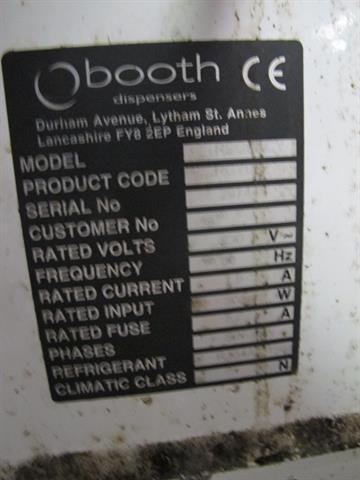 booth CE
dispensers
Durham Avenue, Lytham St. Annes
Lancashire FY8 2EP England
MODEL
PRODUCT CODE
SERIAL No
CUSTOMER No
RATED VOLTS V~
FREQUENCY Hz
RATED CURRENT A
RATED INPUT W
RATED FUSE A
PHASES
REFRIGERANT
CLIMATIC CLASS N